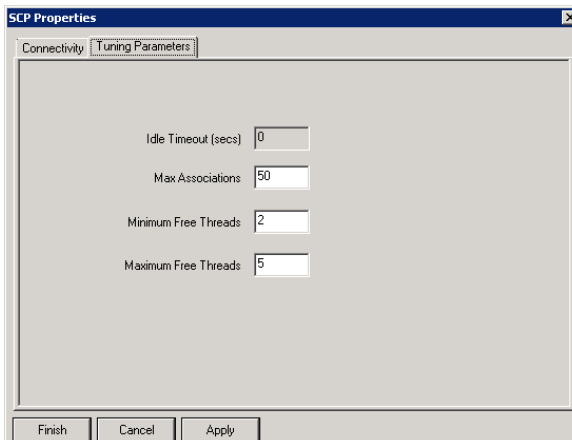 SCP Properties
Connectivity Tuning Parameters
Idle Timeout (secs) 0
Max Associations 50
Minimum Free Threads 2
Maximum Free Threads 5
Finish Cancel Apply